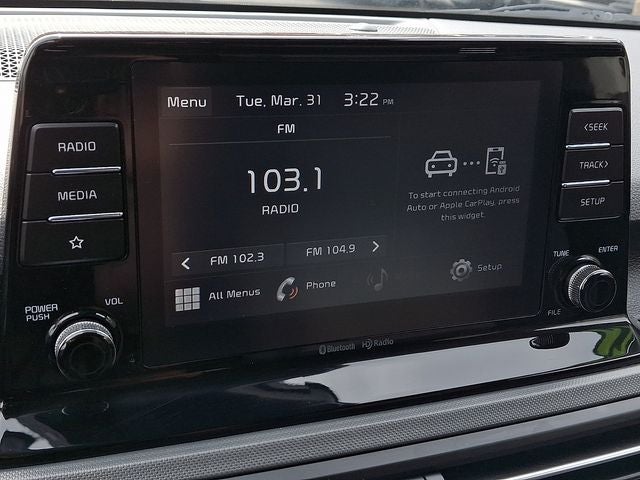 Menu Tue, Mar. 31 3:22 PM
FM
103.1
RADIO
< FM 102.3 FM 104.9 >
All Menus Phone Setup
To start connecting Android
Auto or Apple CarPlay, press
this widget.
RADIO
MEDIA
POWER
PUSH
VOL
<SEEK
TRACK>
SETUP
TUNE
ENTER
FILE
Bluetooth HD Radio